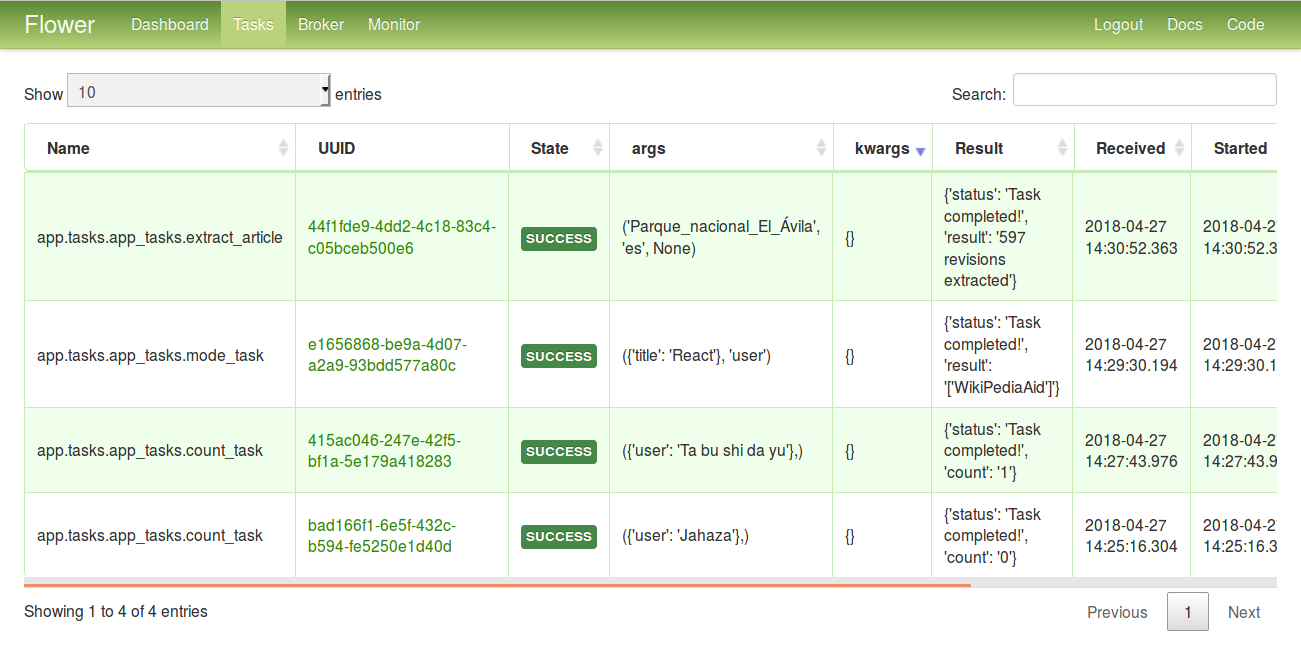 Flower Dashboard Tasks Broker Monitor Logout Docs Code
Show 10 entries Search:
Name UUID State args kwargs Result Received Started
app.tasks.app_tasks.extract_article
44f1fde9-4dd2-4c18-83c4-
c05bceb500e6
SUCCESS
('Parque_nacional_El_Ávila',
'es', None)
{}
{'status': 'Task
completed!',
'result': '597
revisions
extracted'}
2018-04-27
14:30:52.363
2018-04-2
14:30:52.3
app.tasks.app_tasks.mode_task
e1656868-be9a-4d07-
a2a9-93bdd577a80c
SUCCESS
({'title': 'React'}, 'user')
{}
{'status': 'Task
completed!',
'result':
'['WikiPediaAid']'}
2018-04-27
14:29:30.194
2018-04-2
14:29:30.1
app.tasks.app_tasks.count_task
415ac046-247e-42f5-
bf1a-5e179a418283
SUCCESS
({'user': 'Ta bu shi da yu'},)
{}
{'status': 'Task
completed!',
'count': '1'}
2018-04-27
14:27:43.976
2018-04-2
14:27:43.9
app.tasks.app_tasks.count_task
bad166f1-6e5f-432c-
b594-fe5250e1d40d
SUCCESS
({'user': 'Jahaza'},)
{}
{'status': 'Task
completed!',
'count': '0'}
2018-04-27
14:25:16.304
2018-04-2
14:25:16.3
Showing 1 to 4 of 4 entries Previous 1 Next